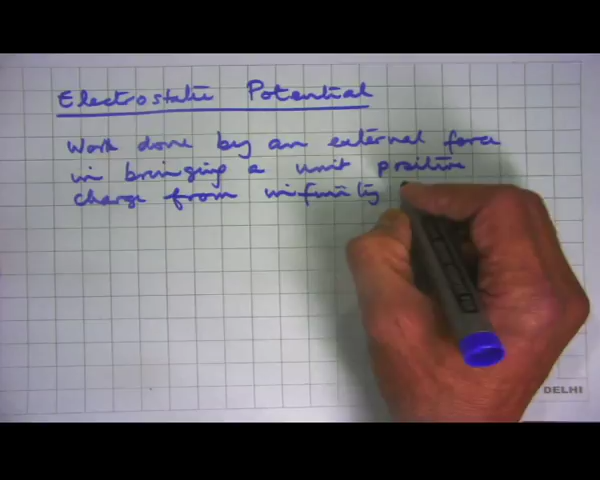 Electrostatic Potential
Work done by an external force
in bringing a unit positive
charge from infinity
DELHI